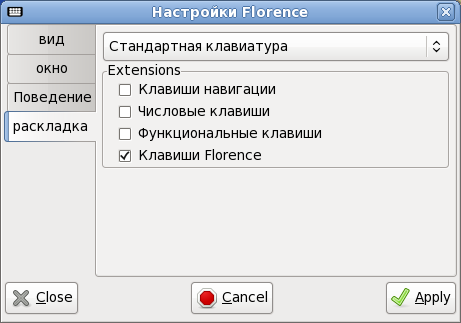 Настройки Florence
вид
окно
Поведение
раскладка
Стандартная клавиатура
Extensions
Клавиши навигации
Числовые клавиши
Функциональные клавиши
Клавиши Florence
Close
Cancel
Apply